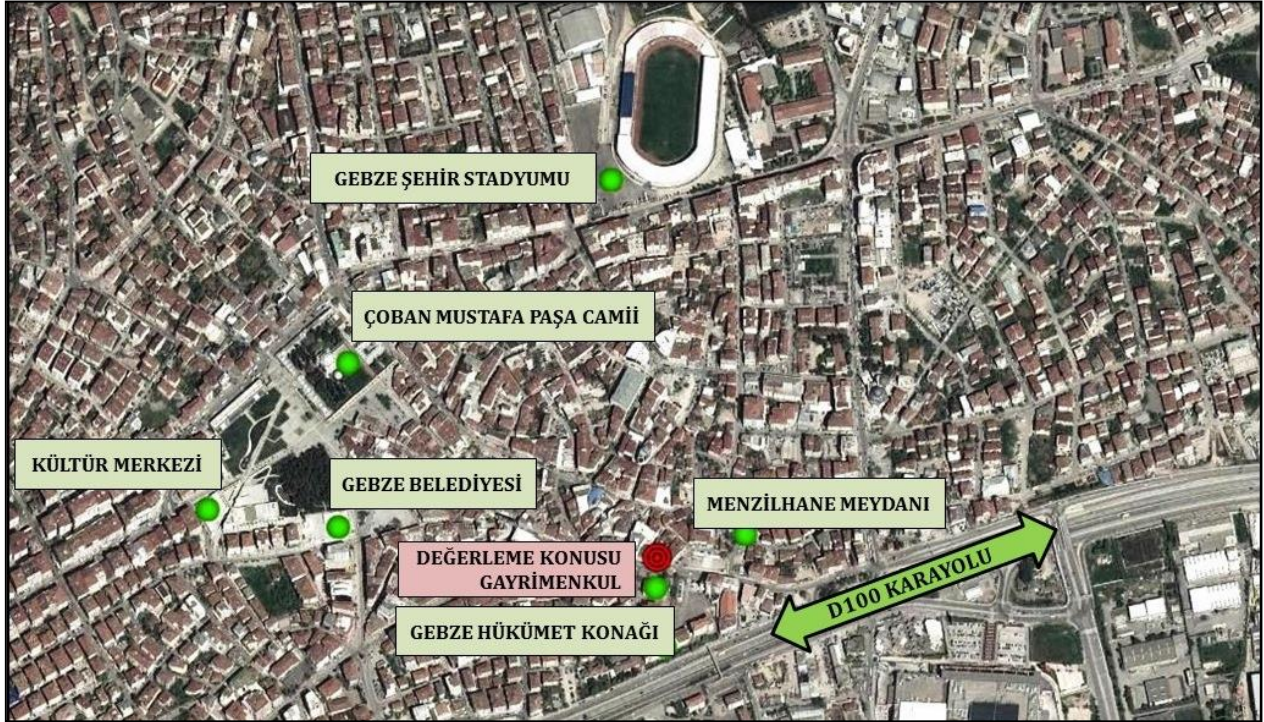 GEBZE ŞEHİR STADYUMU
ÇOBAN MUSTAFA PAŞA CAMİİ
KÜLTÜR MERKEZİ
GEBZE BELEDİYESİ
MENZİLHANE MEYDANI
DEĞERLEME KONUSU
GAYRİMENKUL
D100 KARAYOLU
GEBZE HÜKÜMET KONAĞI